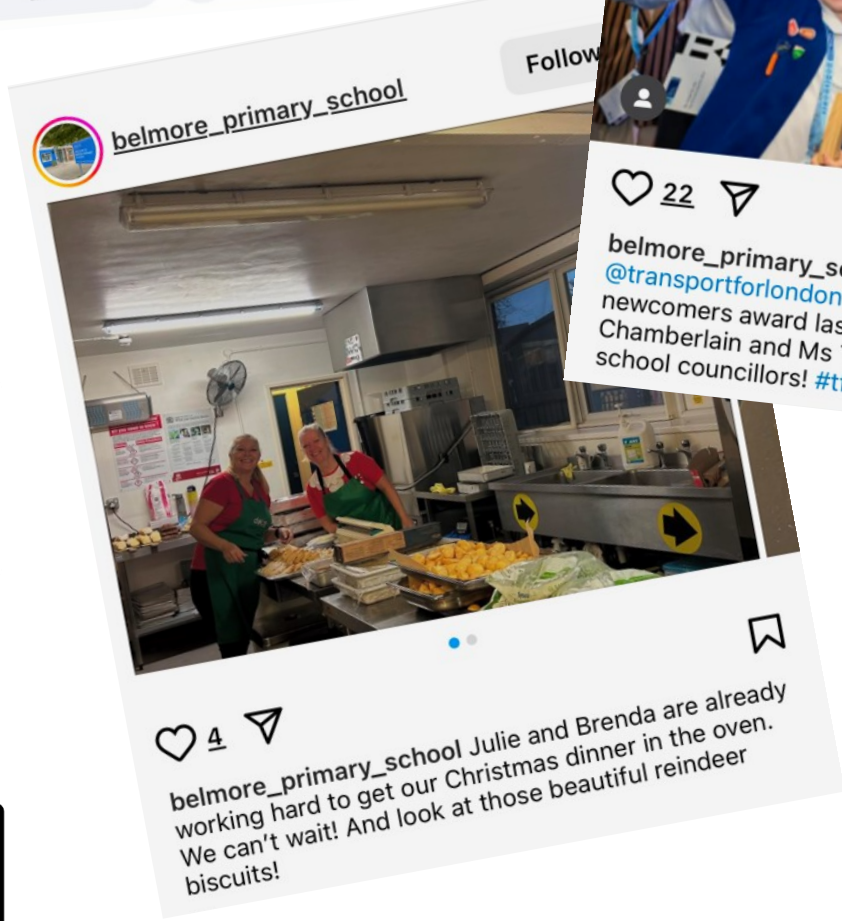 belmore_primary_school
Follow
4
belmore_primary_school Julie and Brenda are already
working hard to get our Christmas dinner in the oven.
We can't wait! And look at those beautiful reindeer
biscuits!
22
@transportforlondon
newcomers award
Chamberlain and Ms
school councillors!